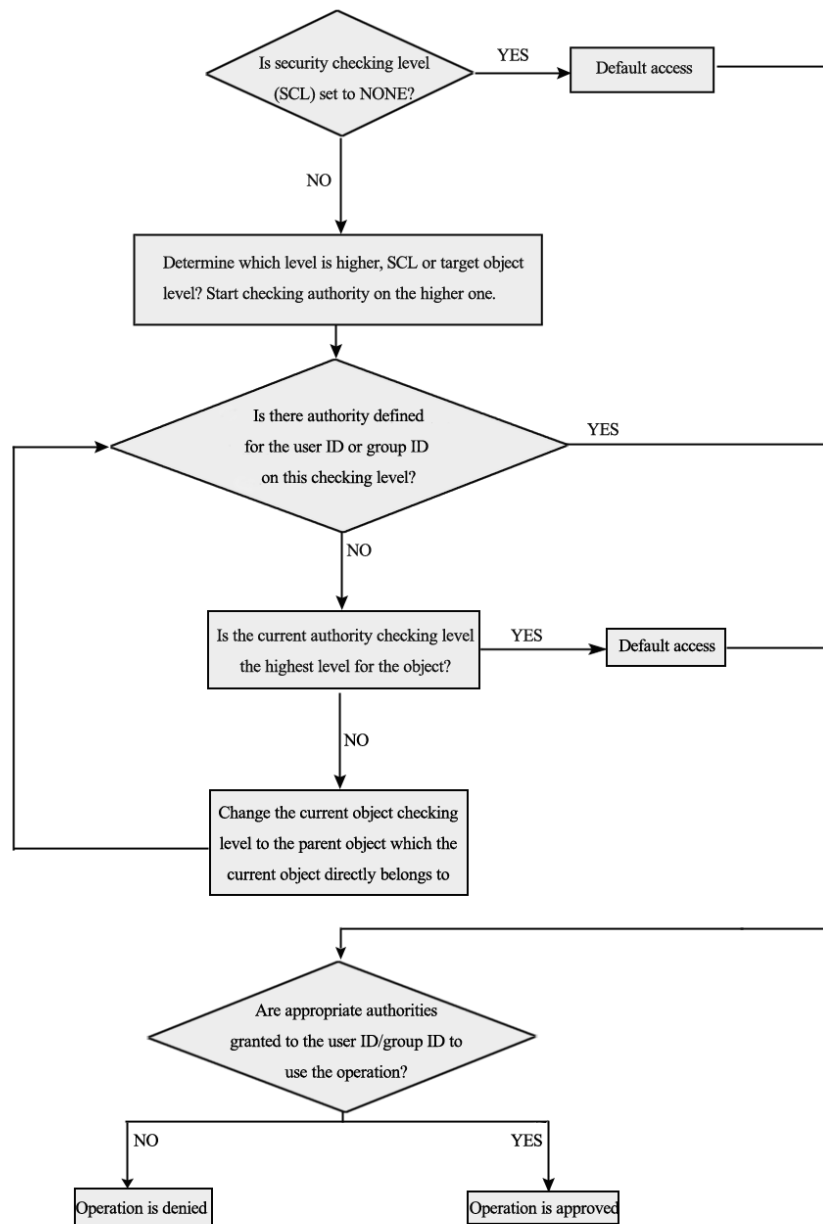 Is security checking level
(SCL) set to NONE?
YES
Default access
NO
Determine which level is higher, SCL or target object
level? Start checking authority on the higher one.
Is there authority defined
for the user ID or group ID
on this checking level?
YES
NO
Is the current authority checking level
the highest level for the object?
YES
Default access
NO
Change the current object checking
level to the parent object which the
current object directly belongs to
Are appropriate authorities
granted to the user ID/group ID to
use the operation?
NO
YES
Operation is denied
Operation is approved